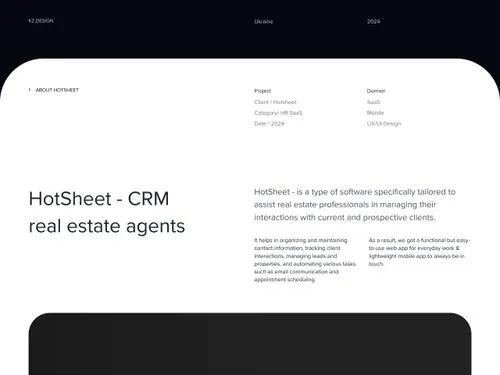 KZ.DESIGN
Ukraine
2024
1 ABOUT HOTSHEET
Project
Client / Hotsheet
Category/ HR SaaS
Date / 2024
Domain
SaaS
Mobile
UX/UI Design
HotSheet - CRM
real estate agents
HotSheet - is a type of software specifically tailored to
assist real estate professionals in managing their
interactions with current and prospective clients.
It helps in organizing and maintaining
contact information, tracking client
interactions, managing leads and
properties, and automating various tasks
such as email communication and
appointment scheduling.
As a result, we got a functional but easy-
to-use web app for everyday work &
lightweight mobile app to always be in
touch.